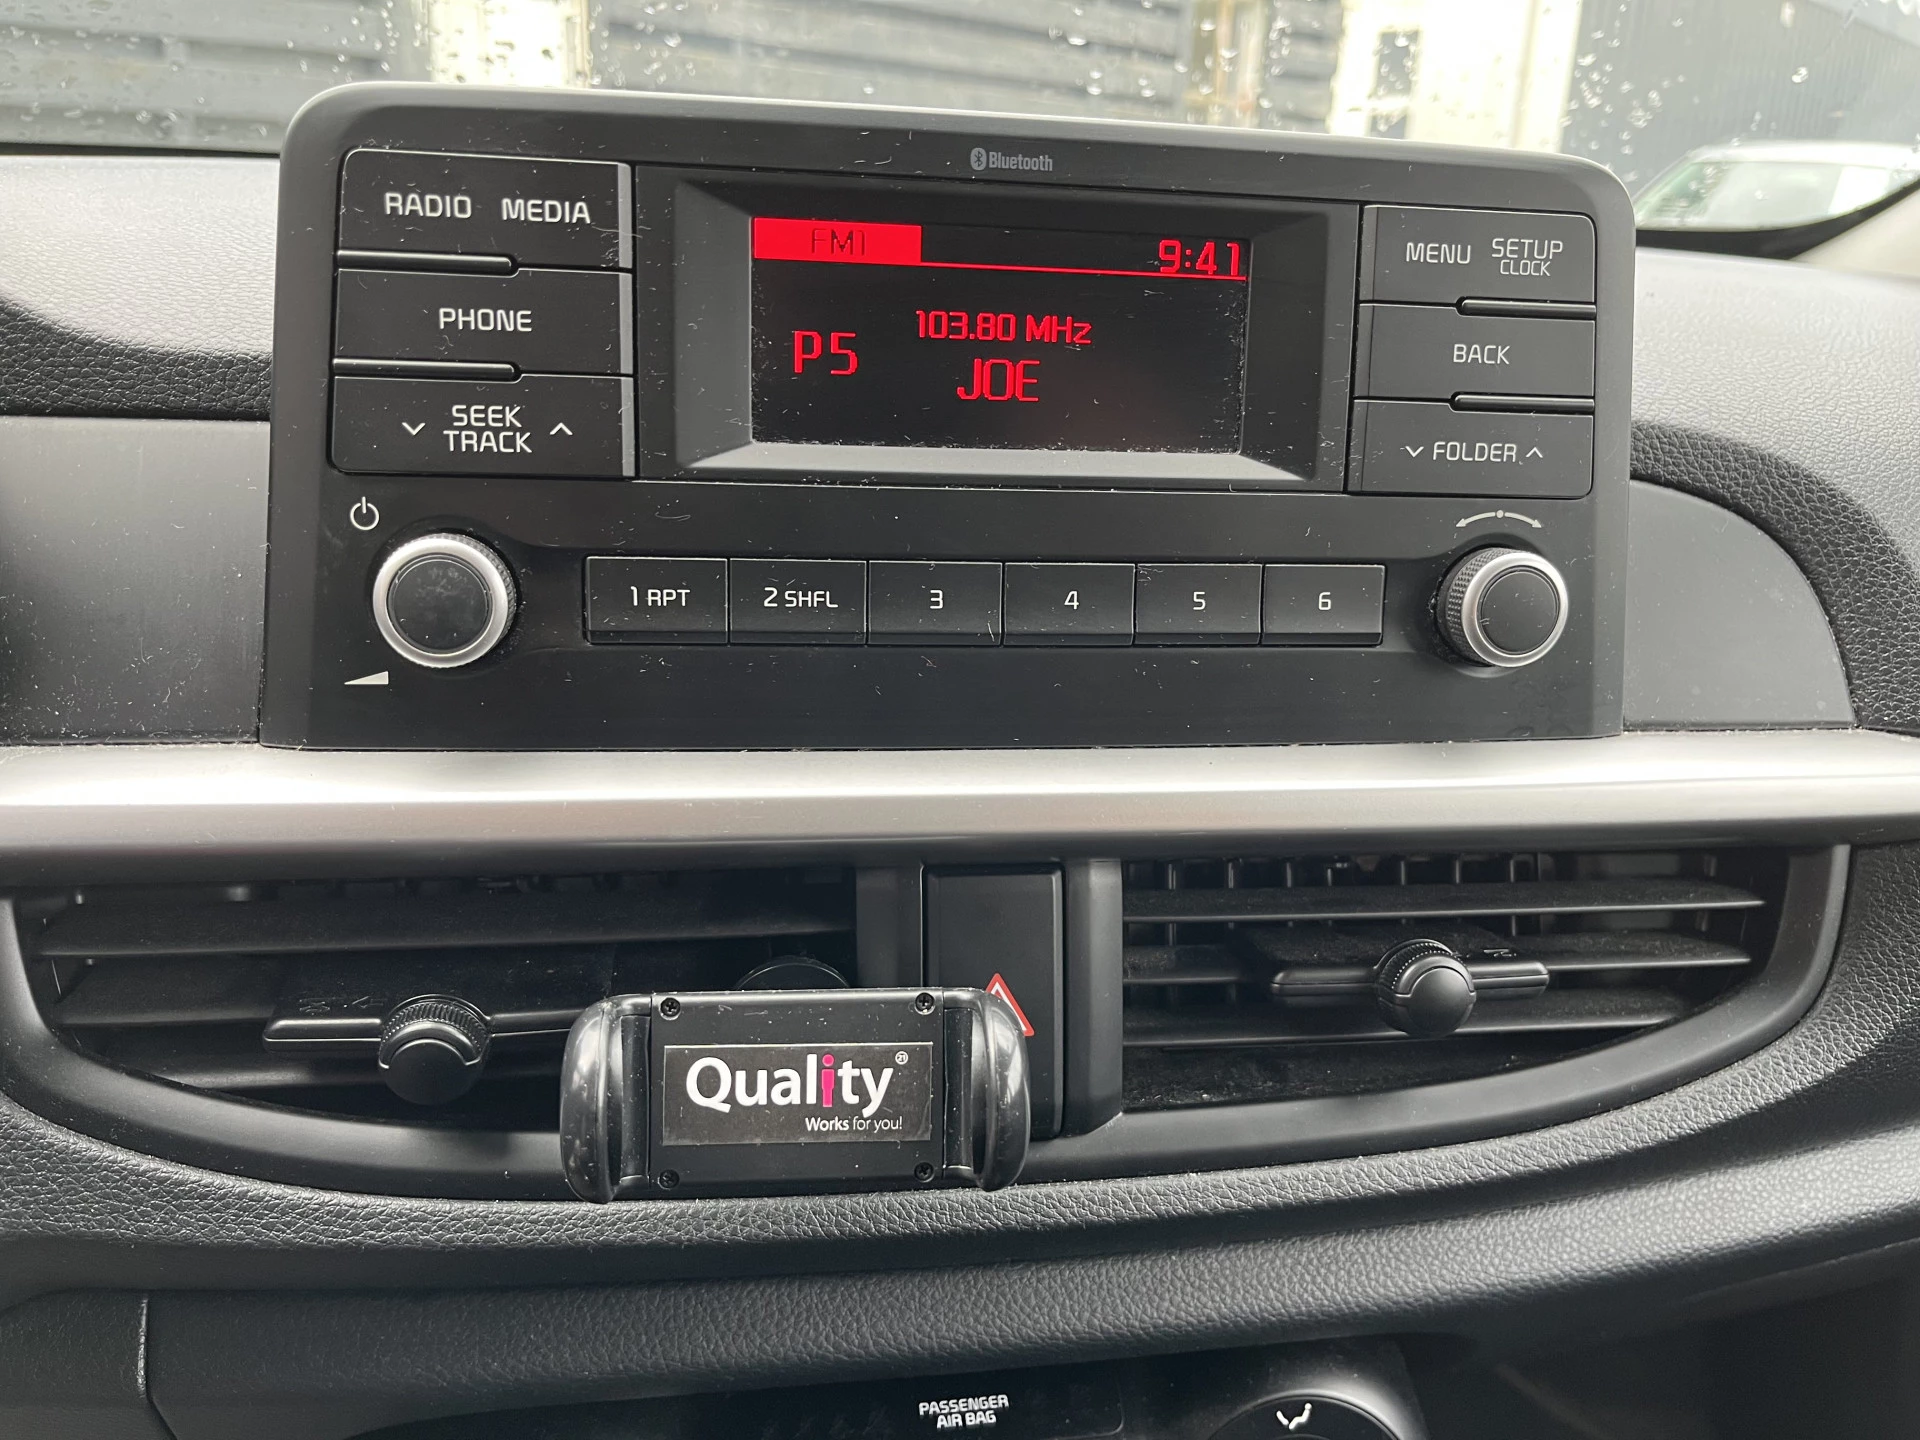 Bluetooth
RADIO MEDIA
PHONE
SEEK
TRACK
FM1 9:41
103.80 MHz
P5
JOE
MENU SETUP
CLOCK
BACK
FOLDER
1 RPT 2 SHFL 3 4 5 6
Quality 21
Works for you!
PASSENGER
AIR BAG